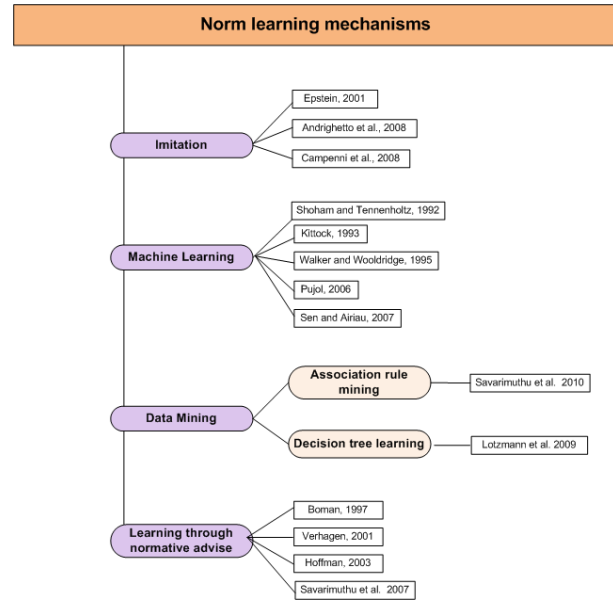 Norm learning mechanisms
Epstein, 2001
Andrighetto et al., 2008
Imitation
Campenni et al., 2008
Shoham and Tennenholtz, 1992
Kittock, 1993
Machine Learning
Walker and Wooldridge, 1995
Pujol, 2006
Sen and Airiau, 2007
Association rule
mining
Savarimuthu et al.  2010
Data Mining
Decision tree learning
Lotzmann et al. 2009
Boman, 1997
Learning through
normative advise
Verhagen, 2001
Hoffman, 2003
Savarimuthu et al. 2007